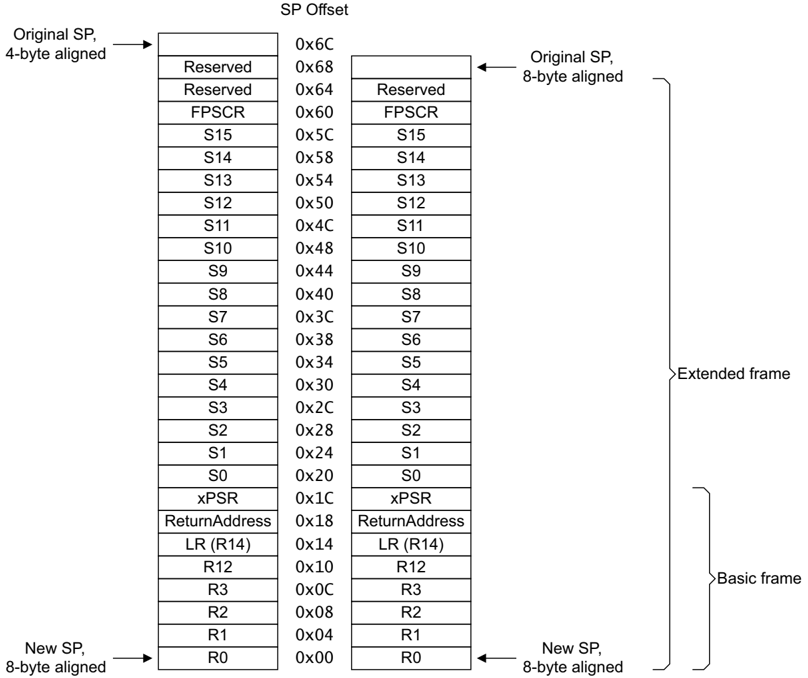 SP Offset
Original SP,
4-byte aligned
0x6C
Reserved 0x68
Original SP,
8-byte aligned
Reserved 0x64 Reserved
FPSCR 0x60 FPSCR
S15 0x5C S15
S14 0x58 S14
S13 0x54 S13
S12 0x50 S12
S11 0x4C S11
S10 0x48 S10
S9 0x44 S9
S8 0x40 S8
S7 0x3C S7
S6 0x38 S6
S5 0x34 S5
S4 0x30 S4
Extended frame
S3 0x2C S3
S2 0x28 S2
S1 0x24 S1
S0 0x20 S0
xPSR 0x1C xPSR
ReturnAddress 0x18 ReturnAddress
LR (R14) 0x14 LR (R14)
R12 0x10 R12
Basic frame
R3 0x0C R3
R2 0x08 R2
R1 0x04 R1
New SP,
8-byte aligned
R0 0x00 R0
New SP,
8-byte aligned